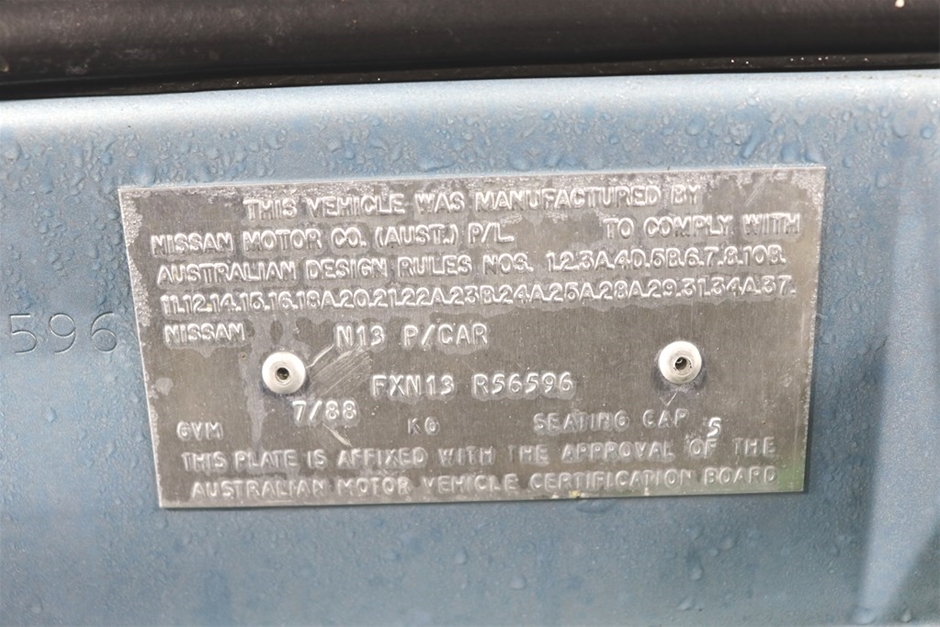 THIS VEHICLE WAS MANUFACTURED BY
NISSAN MOTOR CO. (AUST.) P/L. TO COMPLY WITH
AUSTRALIAN DESIGN RULES NOS. 1.2.3A.4D.5B.6.7.8.10B.
11.12.14.15.16.18A.20.21.22A.23B.24A.25A.28A.29.31.34A.37.
NISSAN N13 P/CAR
596
FXN13 R56596
7/88
GVM KG SEATING CAP 5
THIS PLATE IS AFFIXED WITH THE APPROVAL OF THE
AUSTRALIAN MOTOR VEHICLE CERTIFICATION BOARD